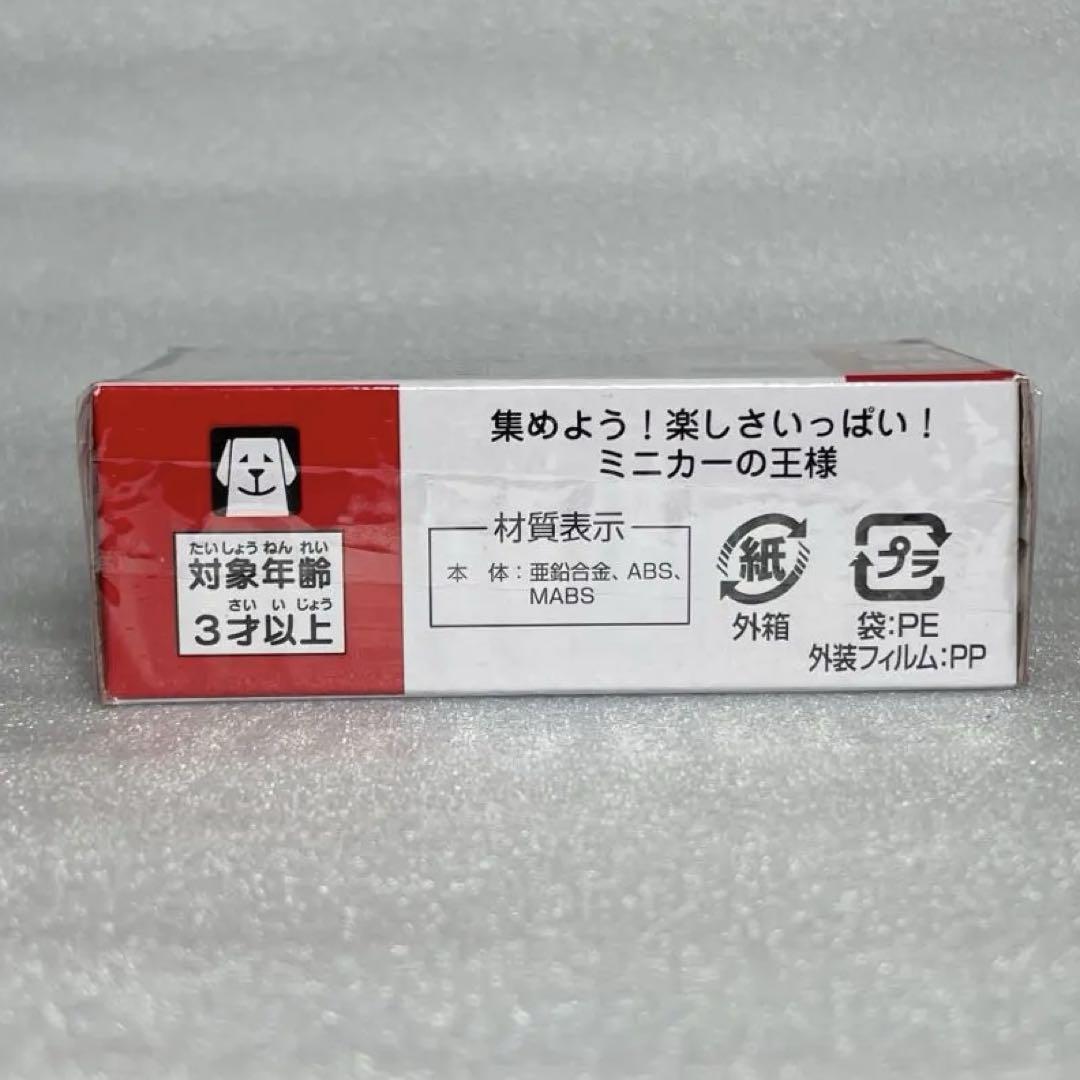 集めよう！楽しさいっぱい！
ミニカーの王様
たいしょうねんれい
対象年齢
さいいじょう
3才以上
材質表示
本　体：亜鉛合金、ABS、
MABS
紙
外箱
プラ
袋：PE
外装フィルム：PP